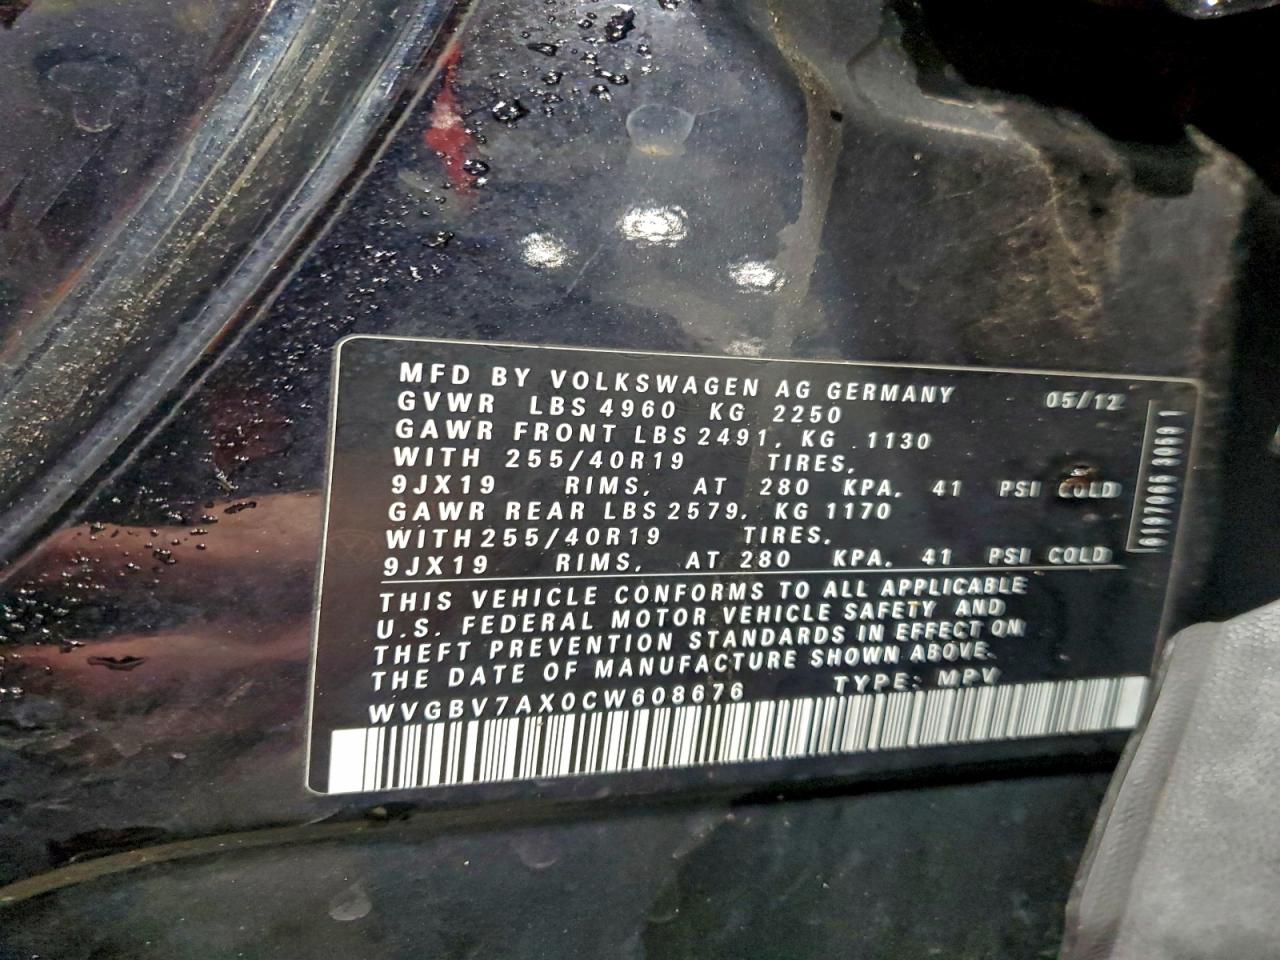 MFD BY VOLKSWAGEN AG GERMANY 05/12
GVWR LBS 4960 KG 2250
GAWR FRONT LBS 2491, KG 1130
WITH 255/40R19 TIRES,
9JX19 RIMS, AT 280 KPA, 41 PSI COLD
GAWR REAR LBS 2579, KG 1170
WITH 255/40R19 TIRES,
9JX19 RIMS, AT 280 KPA, 41 PSI COLD
THIS VEHICLE CONFORMS TO ALL APPLICABLE
U.S. FEDERAL MOTOR VEHICLE SAFETY AND
THEFT PREVENTION STANDARDS IN EFFECT ON
THE DATE OF MANUFACTURE SHOWN ABOVE.
WVGBV7AX0CW608676 TYPE: MPV